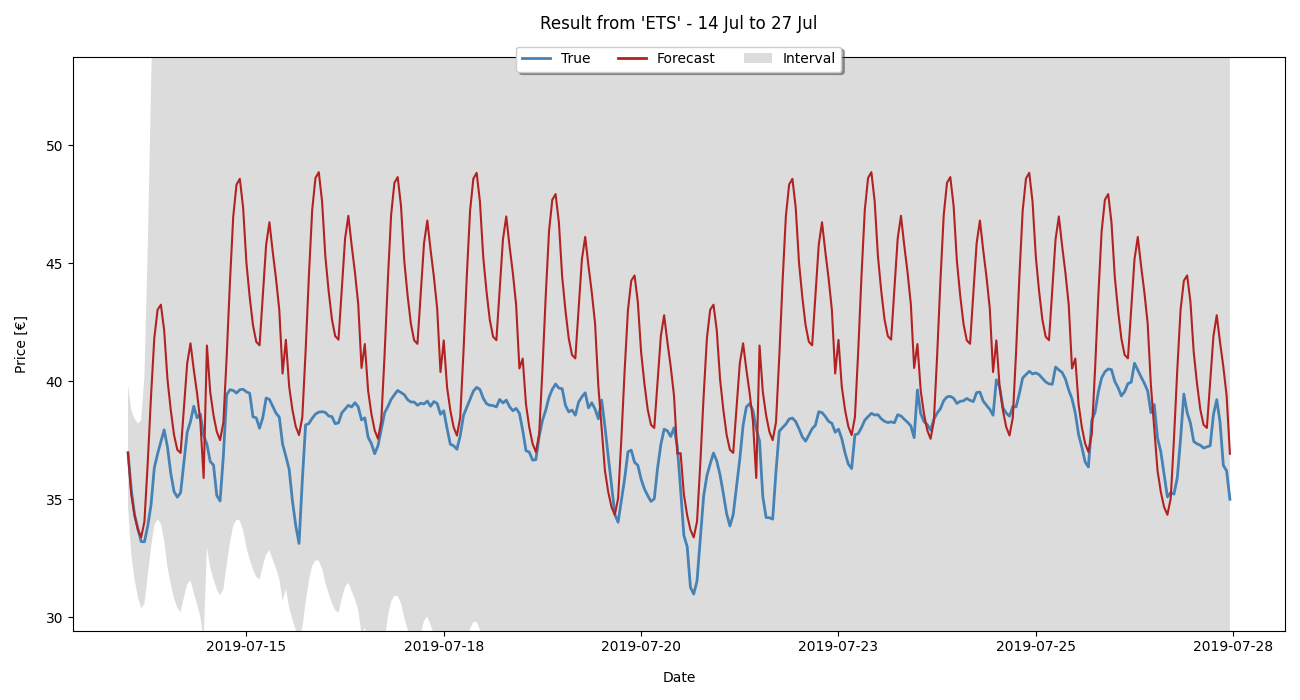 Result from 'ETS' - 14 Jul to 27 Jul
True Forecast Interval
50
45
40
35
30
Price [€]
2019-07-15 2019-07-18 2019-07-20 2019-07-23 2019-07-25 2019-07-28
Date